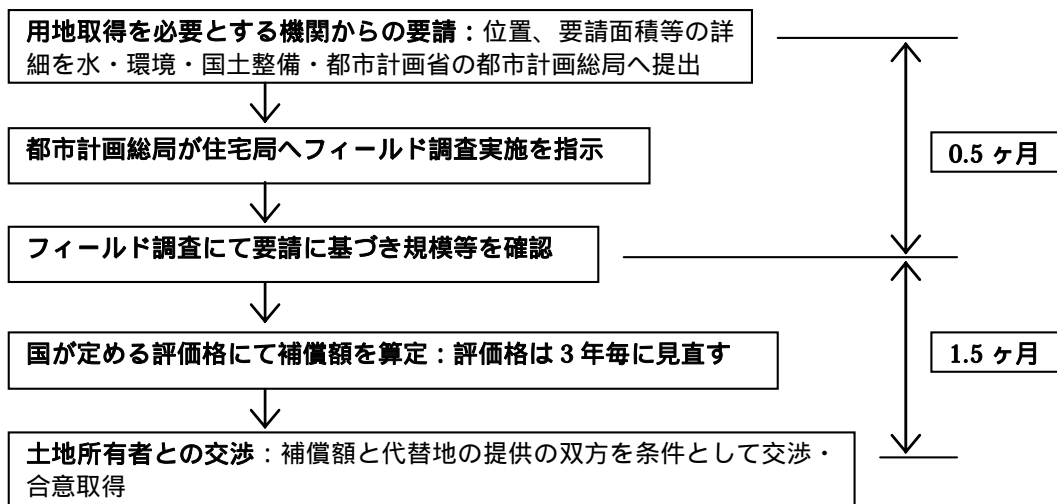 用地取得を必要とする機関からの要請：位置、要請面積等の詳
細を水・環境・国土整備・都市計画省の都市計画総局へ提出
都市計画総局が住宅局へフィールド調査実施を指示
0.5 ヶ月
フィールド調査にて要請に基づき規模等を確認
国が定める評価格にて補償額を算定：評価格は 3 年毎に見直す
1.5 ヶ月
土地所有者との交渉：補償額と代替地の提供の双方を条件として交渉・
合意取得